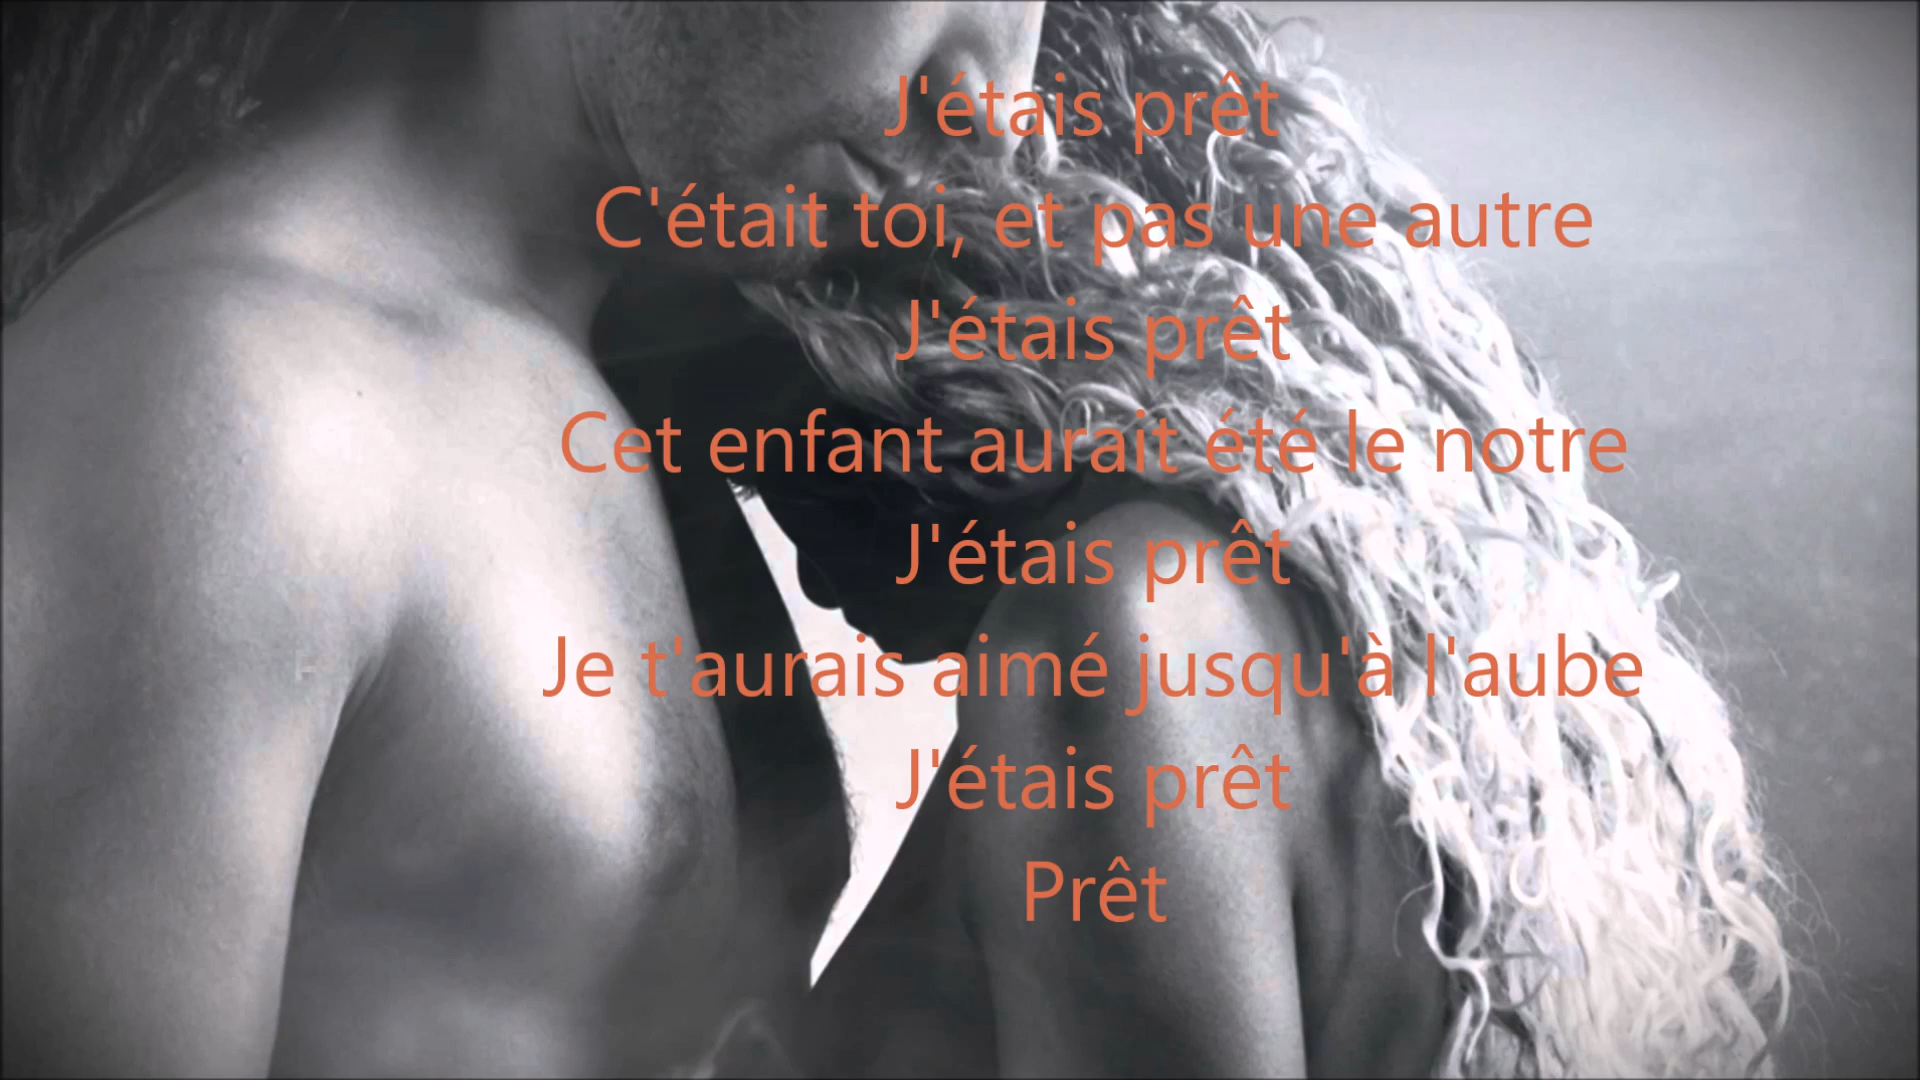 J'étais prêt
C'était toi, et pas une autre
J'étais prêt
Cet enfant aurait été le notre
J'étais prêt
Je t'aurais aimé jusqu'à l'aube
J'étais prêt
Prêt